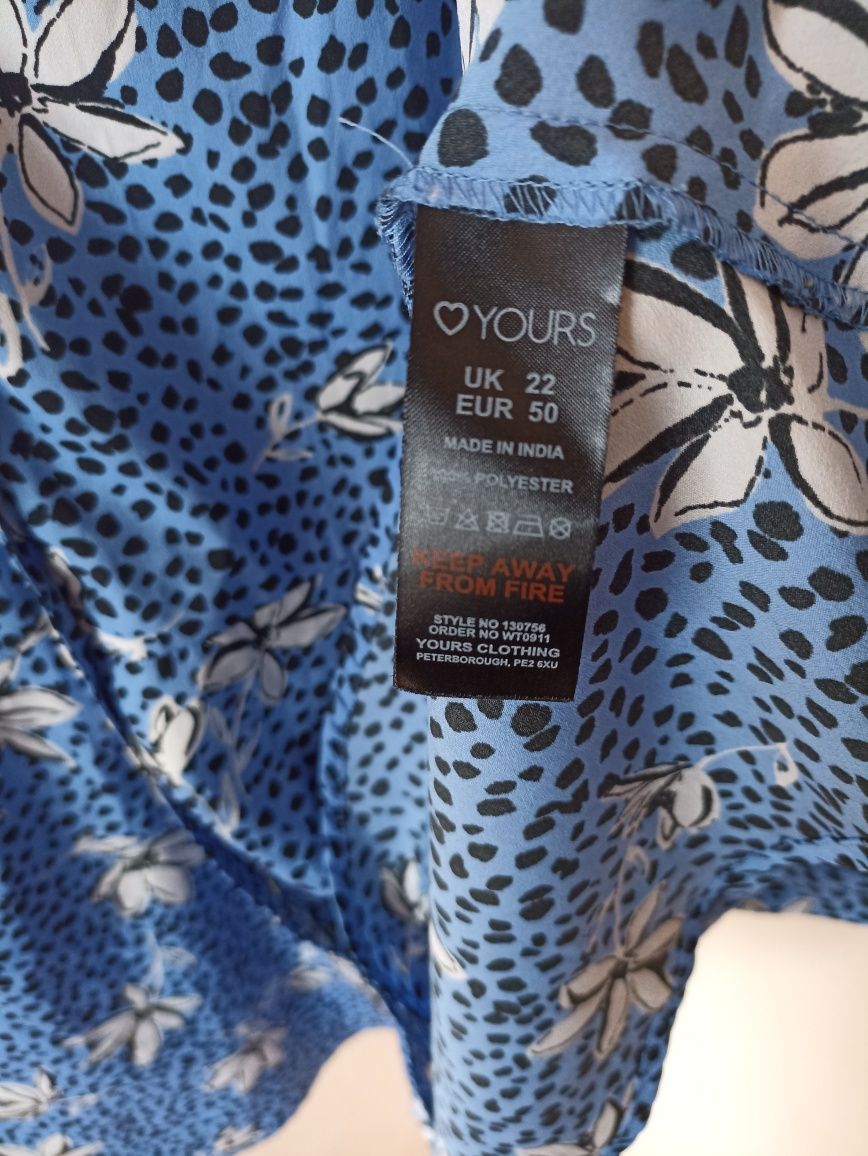 YOURS
UK 22
EUR 50
MADE IN INDIA
100% POLYESTER
KEEP AWAY
FROM FIRE
STYLE NO 130756
ORDER NO WT0911
YOURS CLOTHING
PETERBOROUGH, PE2 6XU